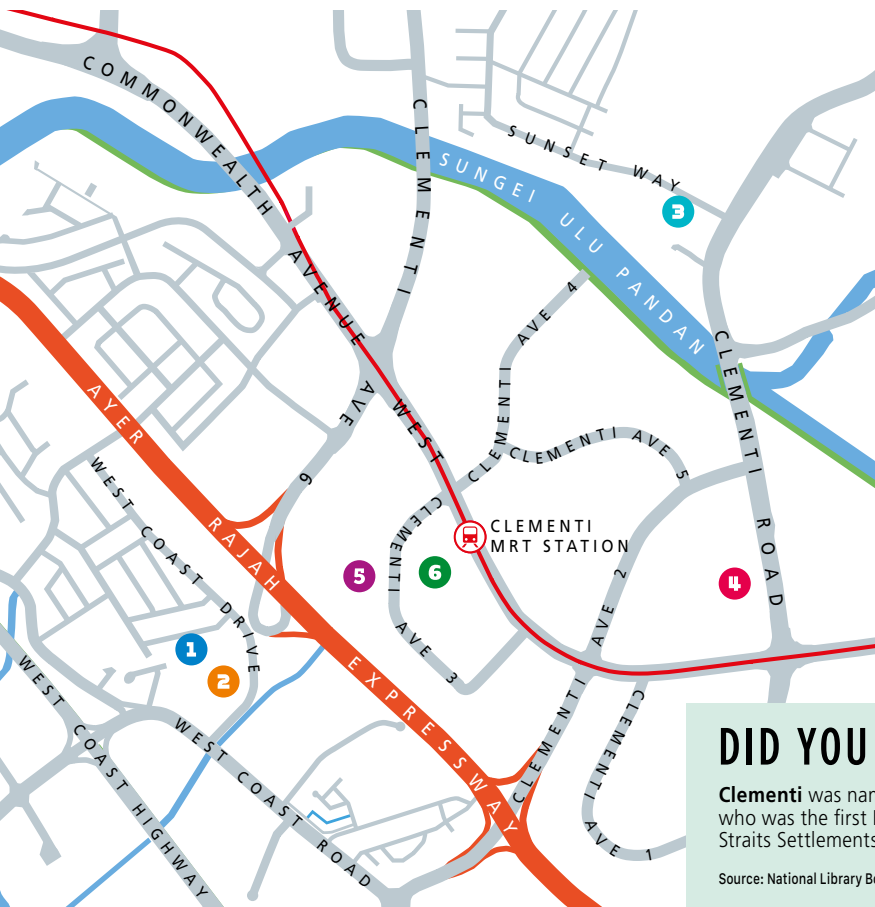 COMMONWEALTH AVENUE WEST
CLEMENTI AVE 6
SUNSET WAY
3
SUNGEI ULU PANDAN
CLEMENTI AVE 4
CLEMENTI ROAD
AYER RAJAH EXPRESSWAY
CLEMENTI AVE 5
WEST COAST DRIVE
CLEMENTI
MRT STATION
CLEMENTI AVE 3
5
6
CLEMENTI AVE 2
4
1
2
WEST COAST HIGHWAY
WEST COAST ROAD
CLEMENTI AVE 1
DID YOU
Clementi was nam
who was the first
Straits Settlements
Source: National Library Bo